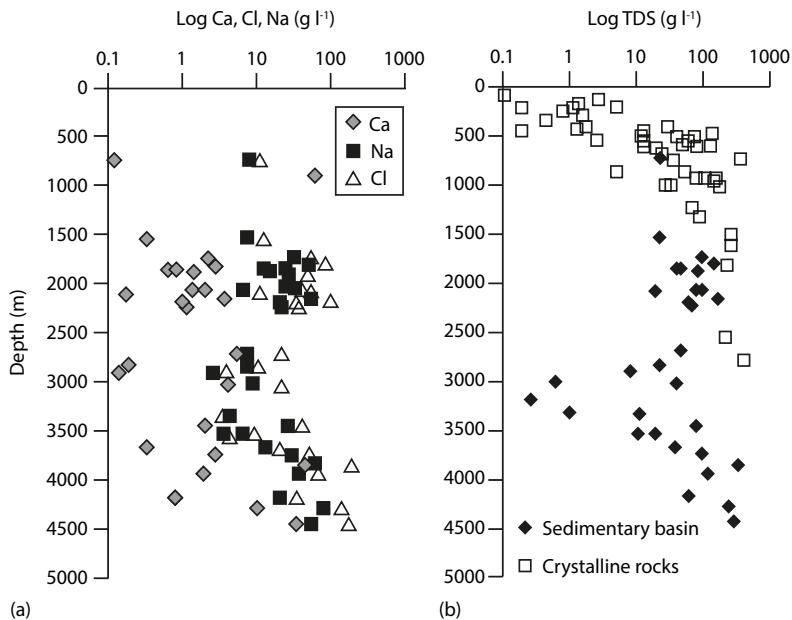 Log Ca, Cl, Na (g l-1)
0.1 1 10 100 1000
0
500
1000
1500
2000
2500
3000
3500
4000
4500
5000
Depth (m)
Ca
Na
Cl
(a)
Log TDS (g l-1)
0.1 1 10 100 1000
0
500
1000
1500
2000
2500
3000
3500
4000
4500
5000
Sedimentary basin
Crystalline rocks
(b)